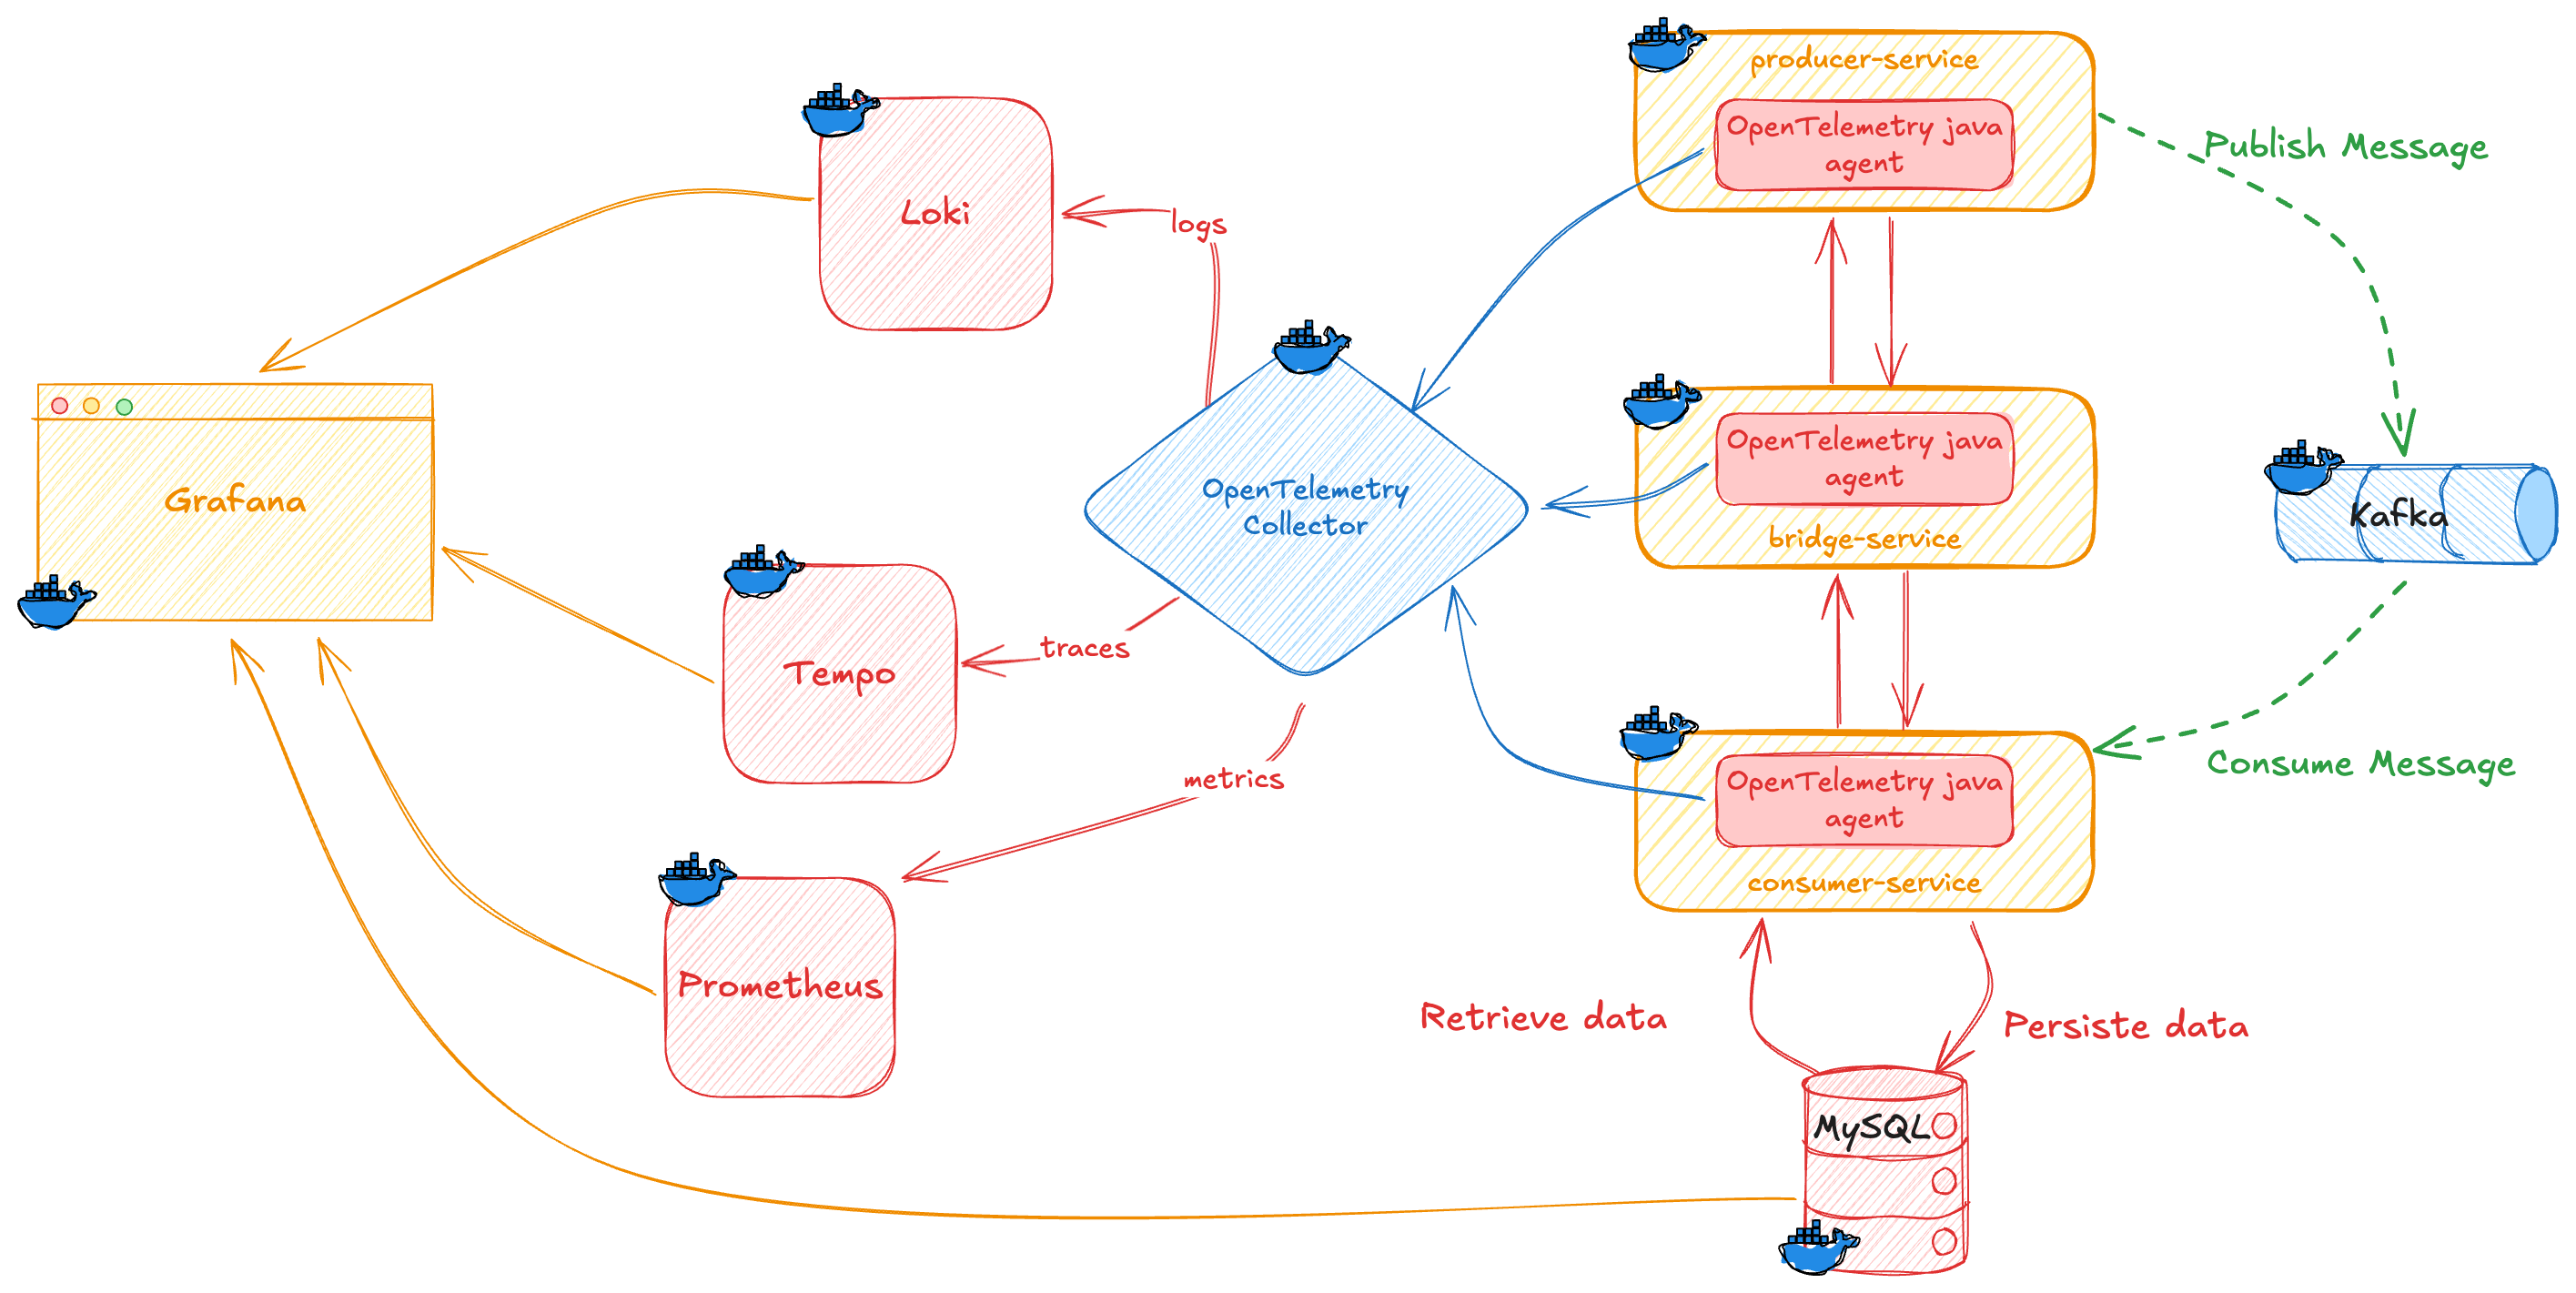 producer-service
OpenTelemetry java
agent
Publish Message
Loki
logs
OpenTelemetry java
agent
bridge-service
Grafana
OpenTelemetry
Collector
Kafka
traces
Tempo
metrics
Consume Message
OpenTelemetry java
agent
consumer-service
Prometheus
Retrieve data
Persiste data
MySQL